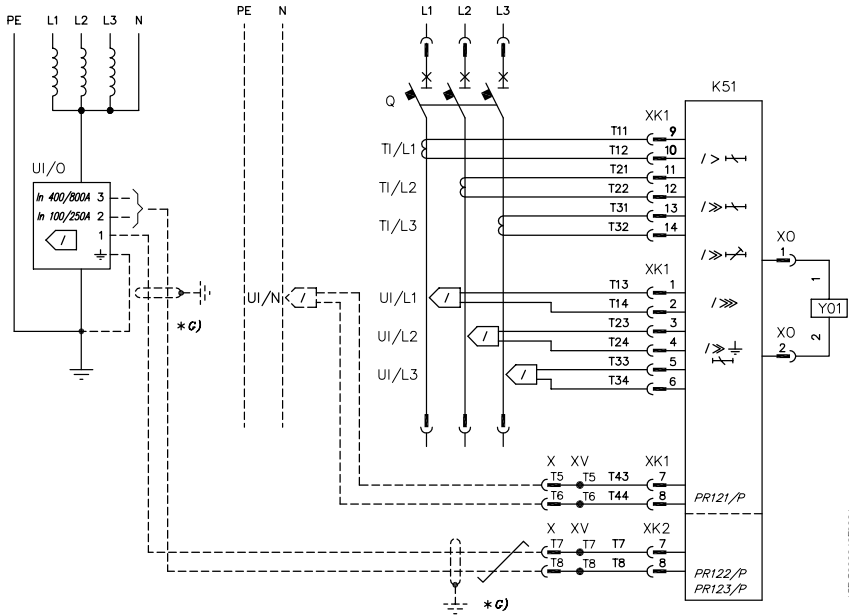 PE L1 L2 L3 N
PE N
L1 L2 L3
K51
Q
XK1
UI/O
In 400/800A 3
In 100/250A 2
1
/
*G)
TI/L1
T11 9
T12 10
TI/L2
T21 11
T22 12
TI/L3
T31 13
T32 14
/>
/≫
/≫
/⋙
/≫
XO
1
1
Y01
2
XO
2
UI/N
/
XK1
UI/L1
/
T13 1
T14 2
UI/L2
/
T23 3
T24 4
UI/L3
/
T33 5
T34 6
X XV XK1
T5 T5 T43 7
T6 T6 T44 8
PR121/P
X XV XK2
T7 T7 T7 7
T8 T8 T8 8
PR122/P
PR123/P
*G)